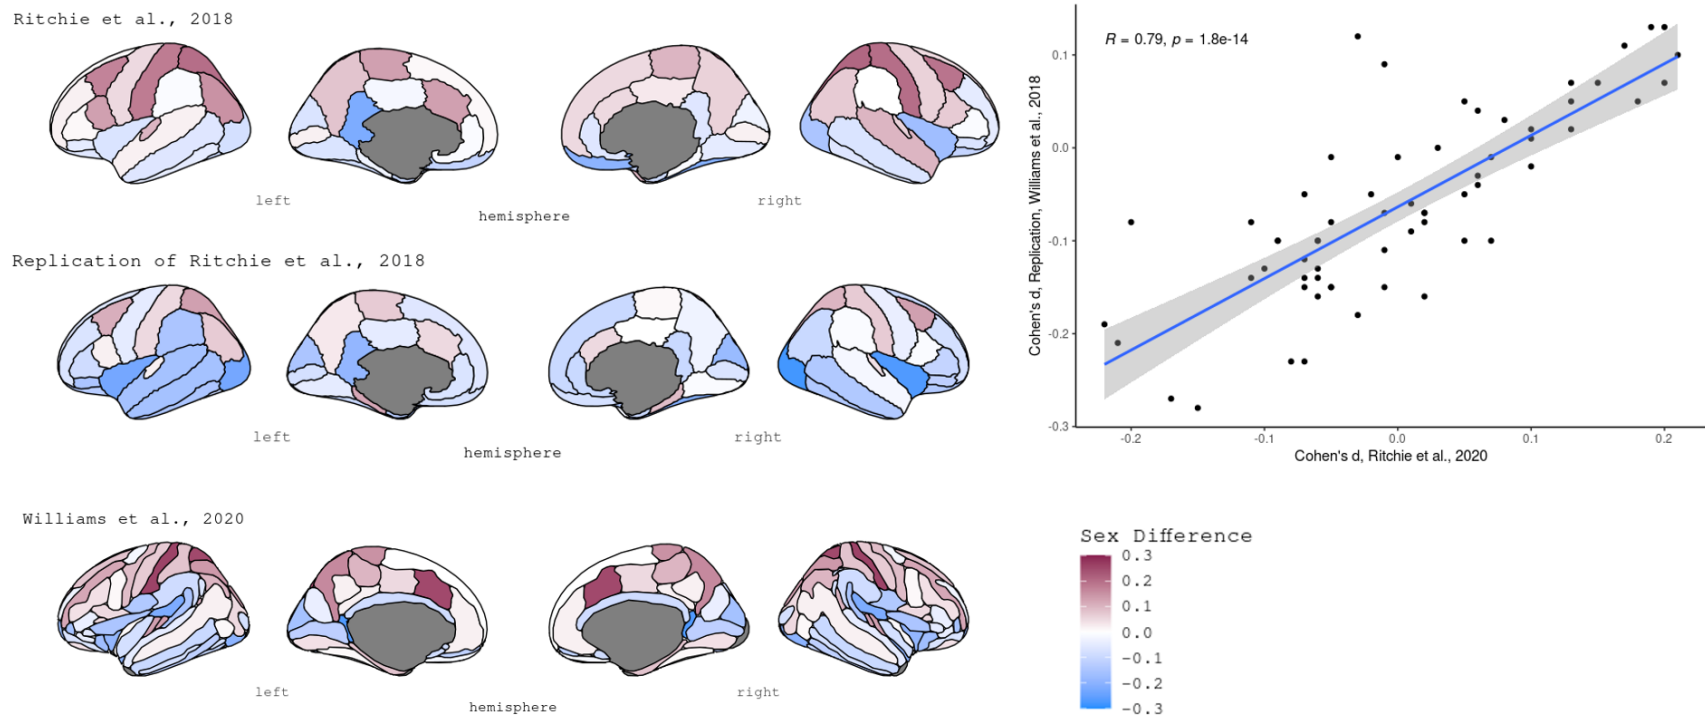 Ritchie et al., 2018
left
right
hemisphere
Replication of Ritchie et al., 2018
left
right
hemisphere
Williams et al., 2020
left
right
hemisphere
R = 0.79, p = 1.8e-14
Cohen's d, Replication, Williams et al., 2018
0.1
0.0
-0.1
-0.2
-0.3
-0.2
-0.1
0.0
0.1
0.2
Cohen's d, Ritchie et al., 2020
Sex Difference
0.3
0.2
0.1
0.0
-0.1
-0.2
-0.3